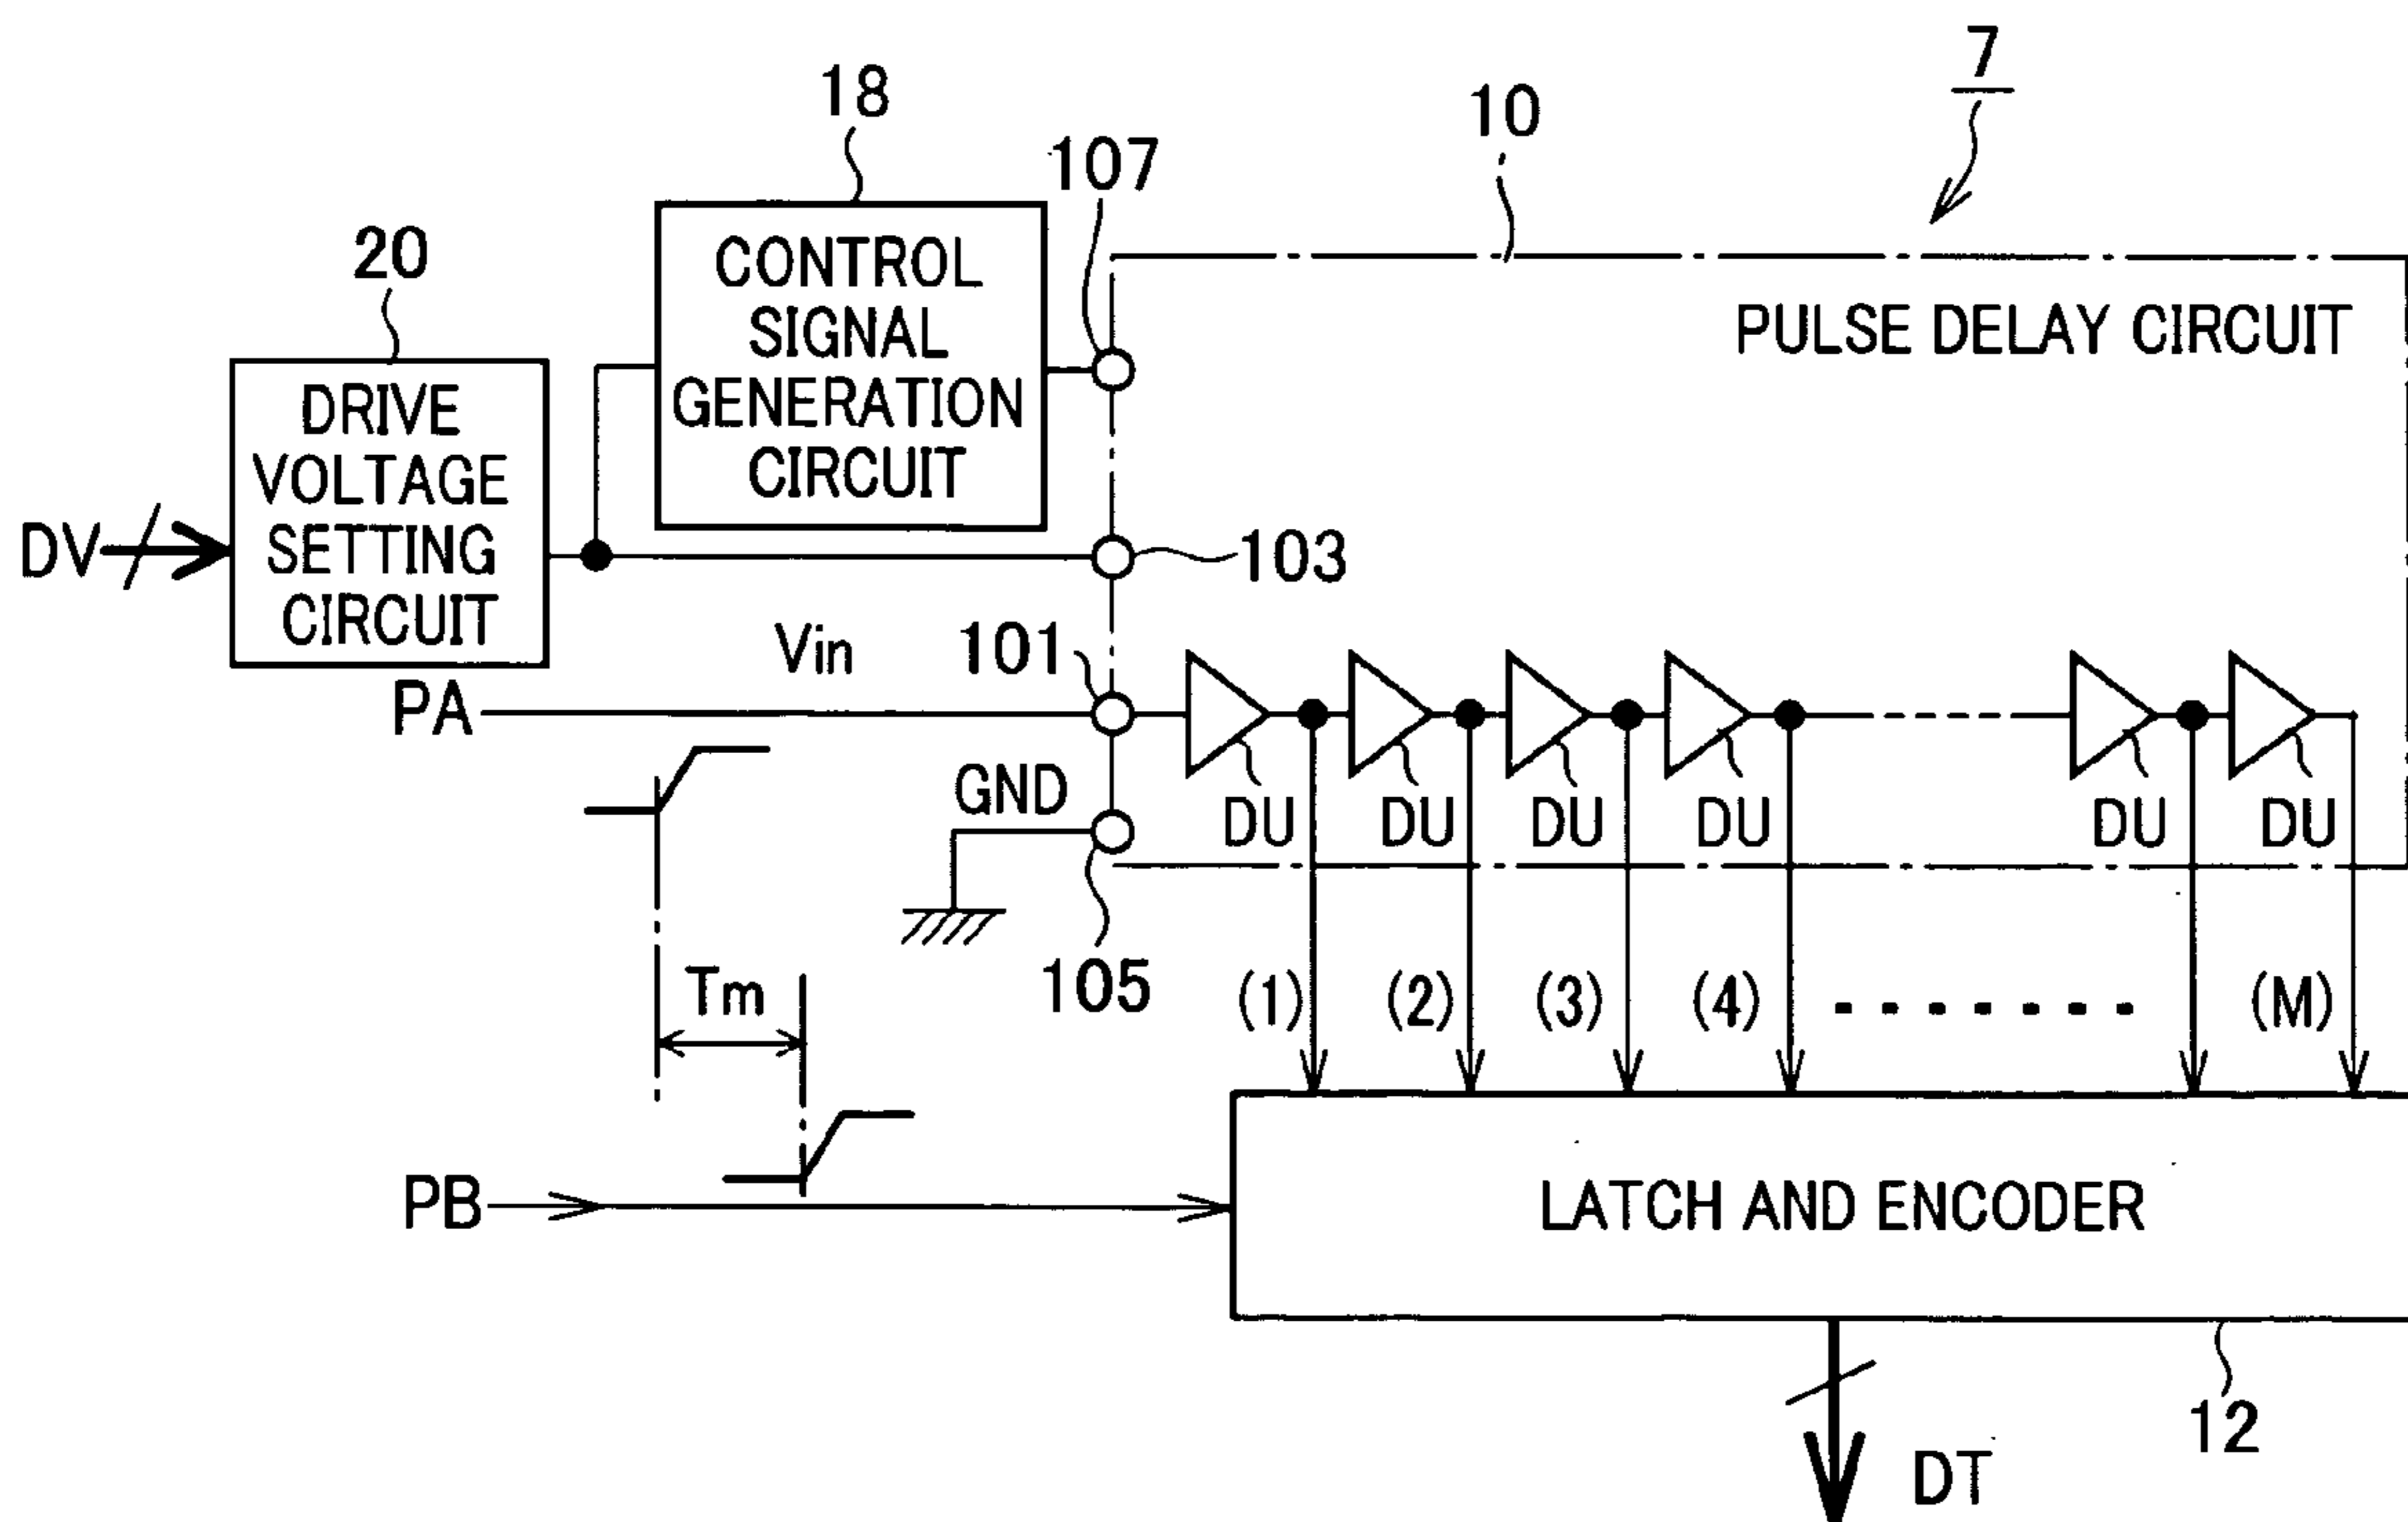 7
18
10
107
20
CONTROL
SIGNAL
GENERATION
CIRCUIT
PULSE DELAY CIRCUIT
DRIVE
VOLTAGE
SETTING
CIRCUIT
DV
103
Vin
101
PA
GND
DU
DU
DU
DU
DU
DU
105
Tm
(1)
(2)
(3)
(4)
(M)
PB
LATCH AND ENCODER
12
DT